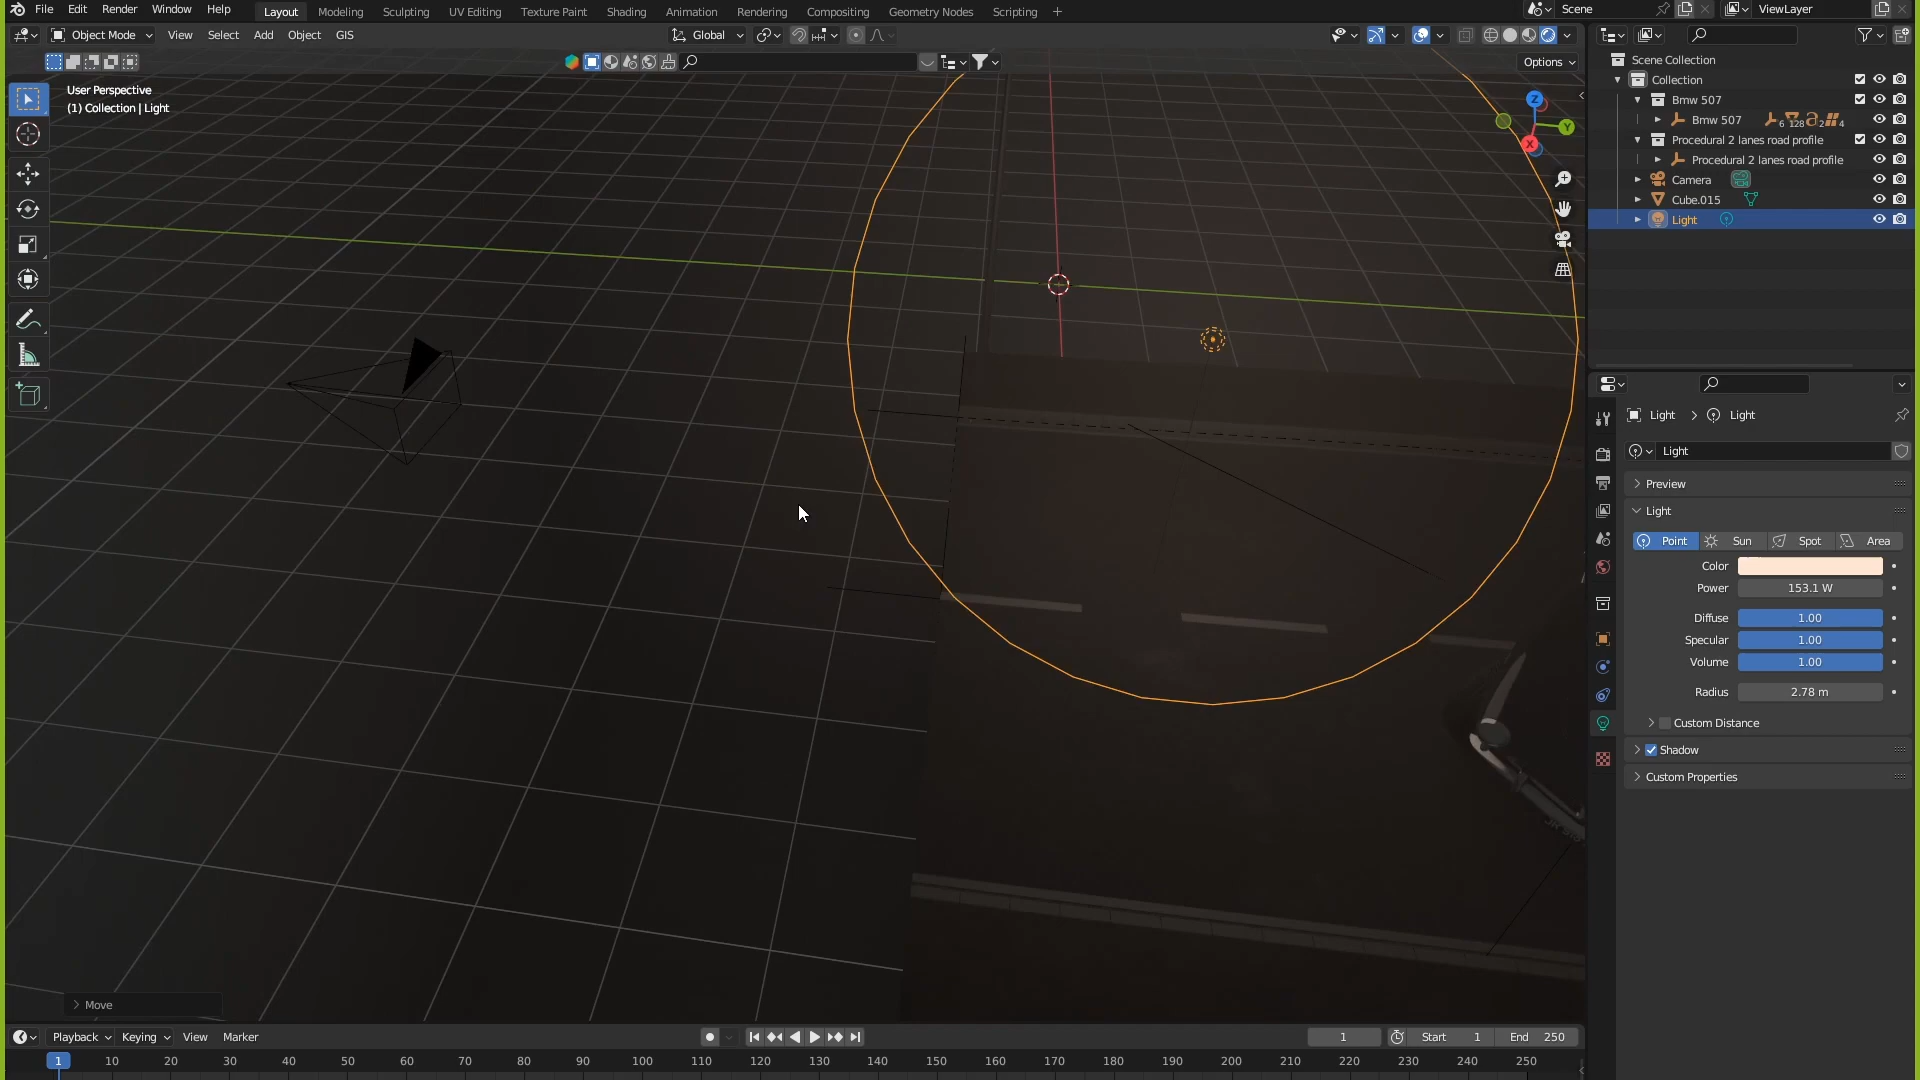 File Edit Render Window Help Layout Modeling Sculpting UV Editing Texture Paint Shading Animation Rendering Compositing Geometry Nodes Scripting + Scene ViewLayer
Object Mode View Select Add Object GIS Global
Options
User Perspective
(1) Collection | Light
Scene Collection
Collection
Bmw 507
Bmw 507 6 128 2 4
Procedural 2 lanes road profile
Procedural 2 lanes road profile
Camera
Cube.015
Light
Z
Y
X
Light > Light
Light
Preview
Light
Point Sun Spot Area
Color
Power 153.1 W
Diffuse 1.00
Specular 1.00
Volume 1.00
Radius 2.78 m
Custom Distance
Shadow
Custom Properties
> Move
Playback Keying View Marker 1 Start 1 End 250
1 10 20 30 40 50 60 70 80 90 100 110 120 130 140 150 160 170 180 190 200 210 220 230 240 250